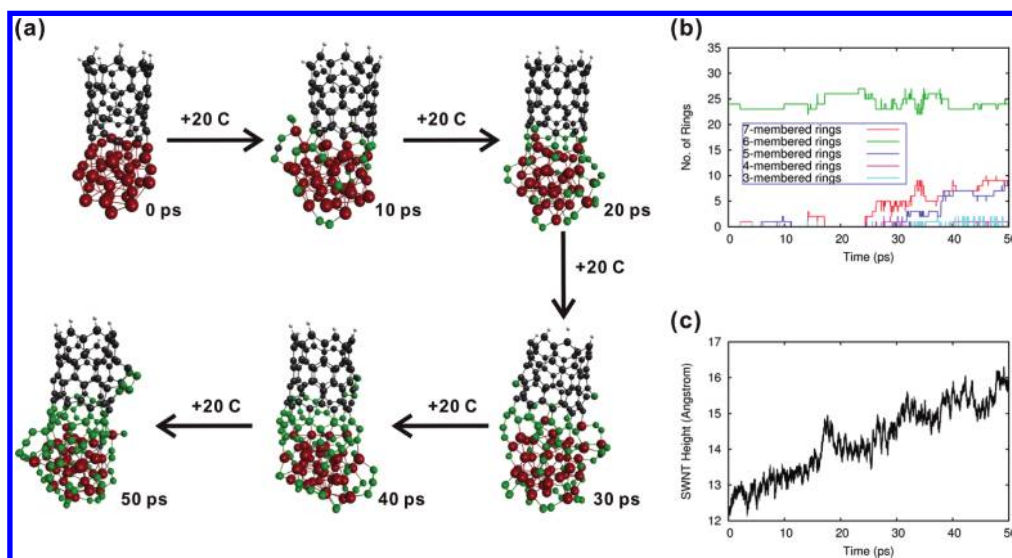 (a)
+20 C
+20 C
0 ps
10 ps
20 ps
+20 C
+20 C
+20 C
50 ps
40 ps
30 ps
(b)
35
30
25
20
15
10
5
0
No. of Rings
7-membered rings
6-membered rings
5-membered rings
4-membered rings
3-membered rings
0 10 20 30 40 50
Time (ps)
(c)
17
16
15
14
13
12
SWNT Height (Angstrom)
0 10 20 30 40 50
Time (ps)